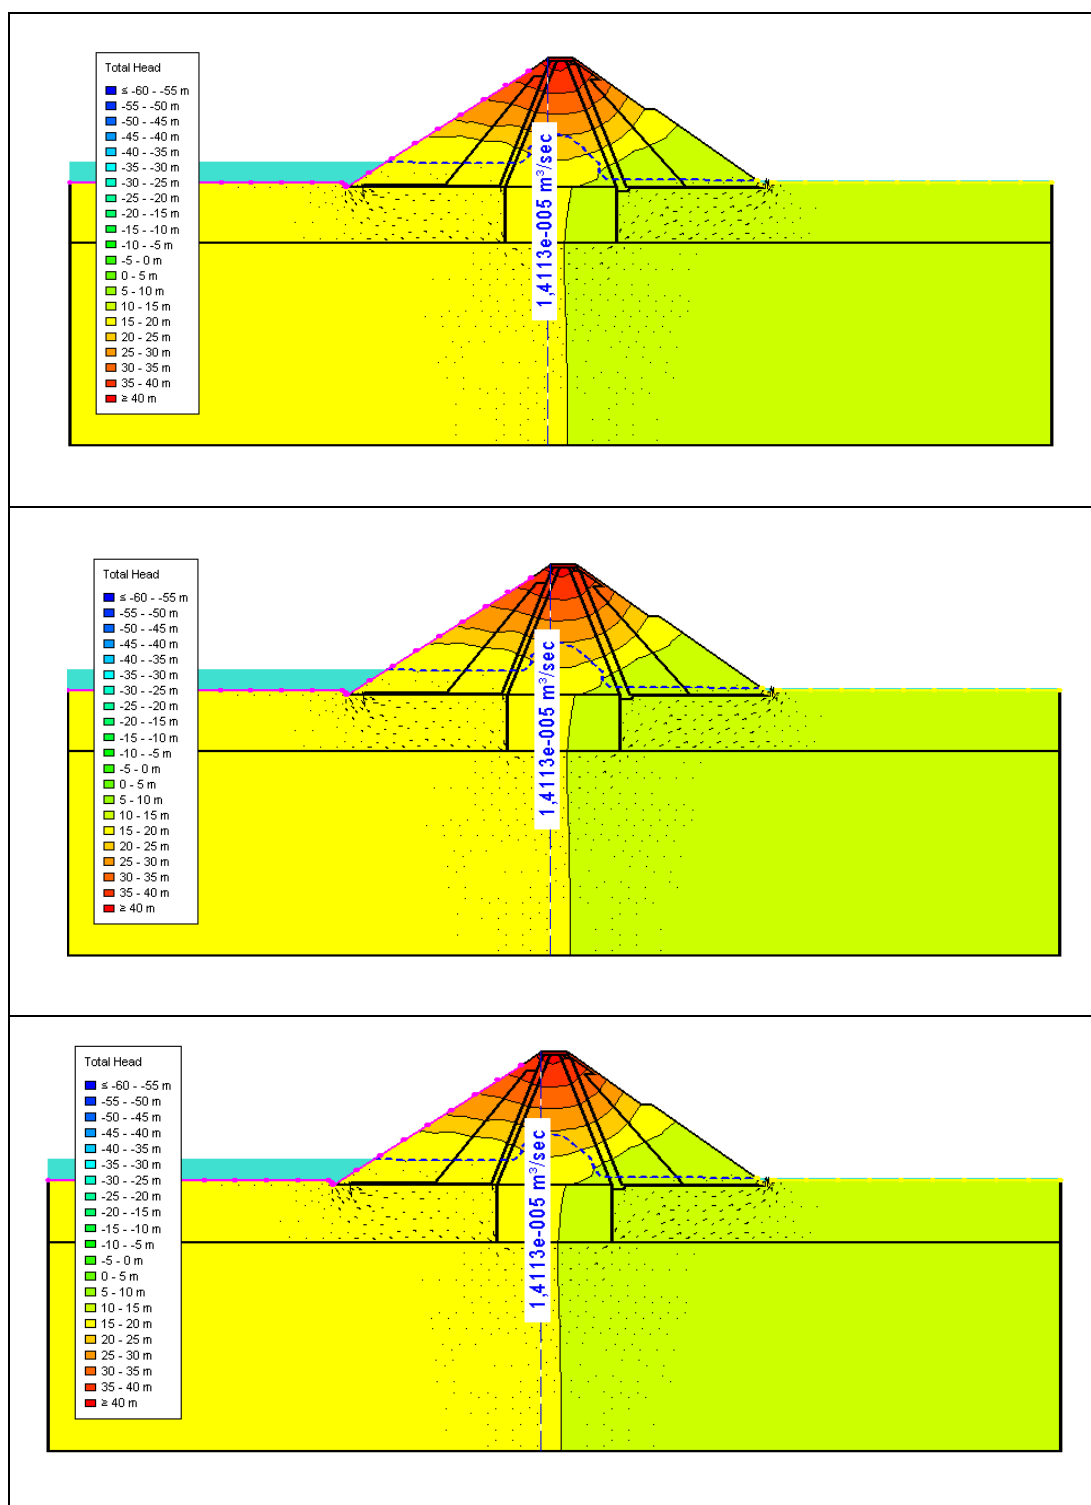 Total Head
≤ -60 - -55 m
-55 - -50 m
-50 - -45 m
-45 - -40 m
-40 - -35 m
-35 - -30 m
-30 - -25 m
-25 - -20 m
-20 - -15 m
-15 - -10 m
-10 - -5 m
-5 - 0 m
0 - 5 m
5 - 10 m
10 - 15 m
15 - 20 m
20 - 25 m
25 - 30 m
30 - 35 m
35 - 40 m
≥ 40 m
1,4113e-005 m³/sec
Total Head
≤ -60 - -55 m
-55 - -50 m
-50 - -45 m
-45 - -40 m
-40 - -35 m
-35 - -30 m
-30 - -25 m
-25 - -20 m
-20 - -15 m
-15 - -10 m
-10 - -5 m
-5 - 0 m
0 - 5 m
5 - 10 m
10 - 15 m
15 - 20 m
20 - 25 m
25 - 30 m
30 - 35 m
35 - 40 m
≥ 40 m
1,4113e-005 m³/sec
Total Head
≤ -60 - -55 m
-55 - -50 m
-50 - -45 m
-45 - -40 m
-40 - -35 m
-35 - -30 m
-30 - -25 m
-25 - -20 m
-20 - -15 m
-15 - -10 m
-10 - -5 m
-5 - 0 m
0 - 5 m
5 - 10 m
10 - 15 m
15 - 20 m
20 - 25 m
25 - 30 m
30 - 35 m
35 - 40 m
≥ 40 m
1,4113e-005 m³/sec